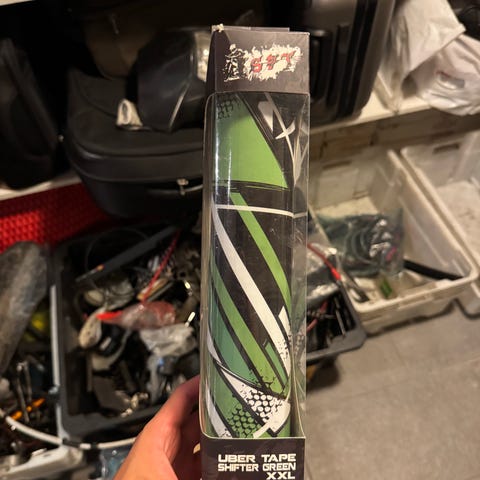 UBER TAPE
SHIFTER GREEN
XXL